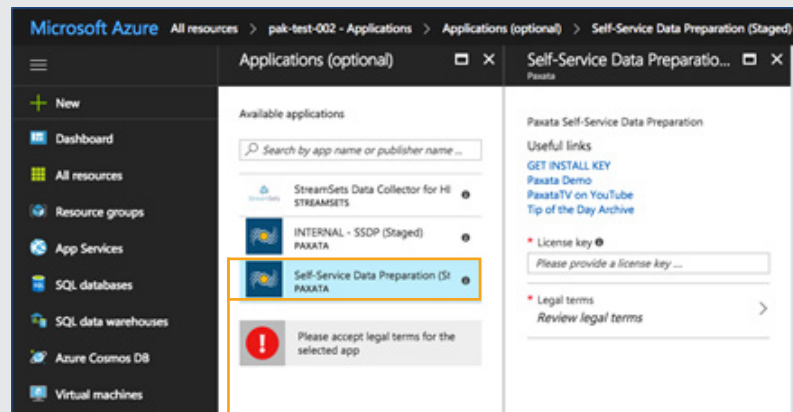 Microsoft Azure All resources > pak-test-002 - Applications > Applications (optional) > Self-Service Data Preparation (Staged)
New
Dashboard
All resources
Resource groups
App Services
SQL databases
SQL data warehouses
Azure Cosmos DB
Virtual machines
Applications (optional)
Available applications
Search by app name or publisher name ...
StreamSets
StreamSets Data Collector for HI
STREAMSETS
INTERNAL - SSDP (Staged)
PAXATA
Self-Service Data Preparation (St
PAXATA
Please accept legal terms for the
selected app
Self-Service Data Preparatio...
Paxata
Paxata Self-Service Data Preparation
Useful links
GET INSTALL KEY
Paxata Demo
PaxataTV on YouTube
Tip of the Day Archive
* License key
Please provide a license key ...
* Legal terms
Review legal terms